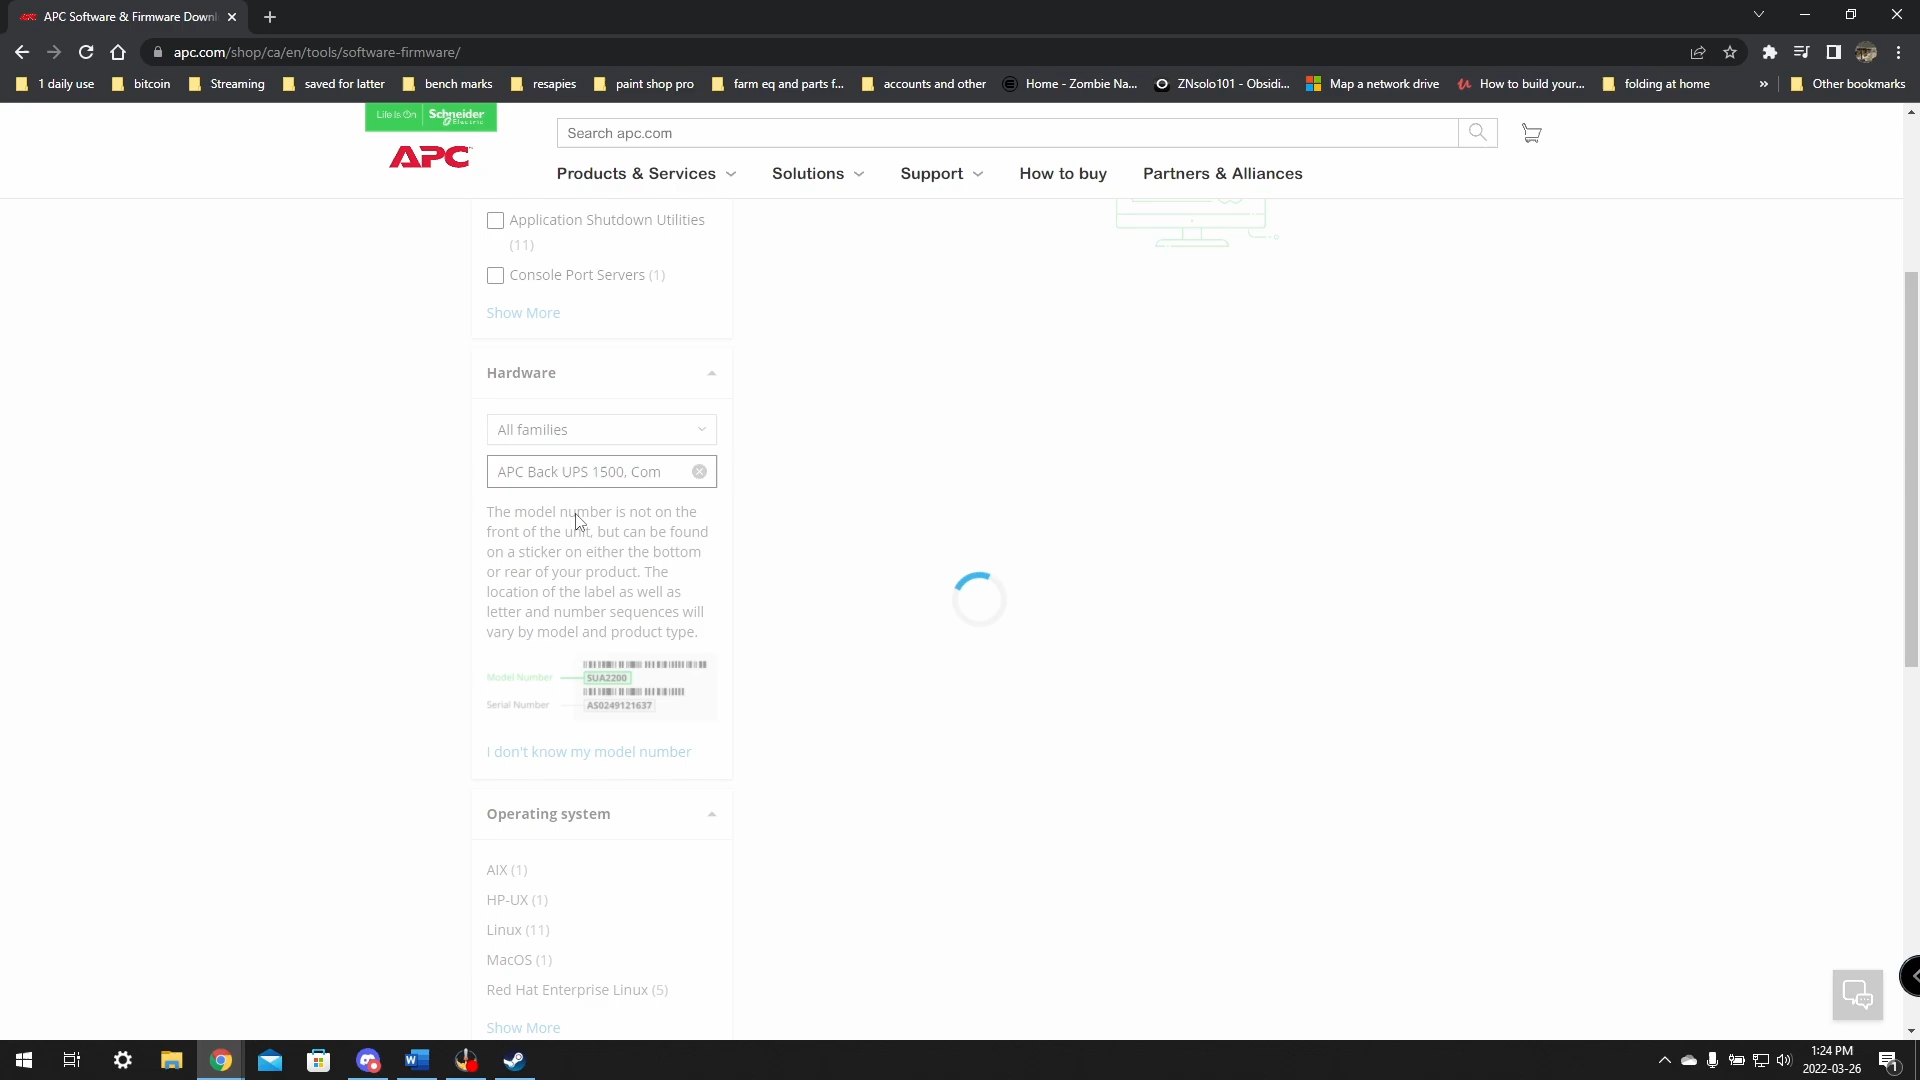 APC Software & Firmware Downl
apc.com/shop/ca/en/tools/software-firmware/
1 daily use
bitcoin
Streaming
saved for latter
bench marks
resapies
paint shop pro
farm eq and parts f...
accounts and other
Home - Zombie Na...
ZNsolo101 - Obsidi...
Map a network drive
How to build your...
folding at home
»
Other bookmarks
Life Is On | Schneider Electric
APC
Search apc.com
Products & Services
Solutions
Support
How to buy
Partners & Alliances
Application Shutdown Utilities
(11)
Console Port Servers (1)
Show More
Hardware
All families
APC Back UPS 1500, Com
The model number is not on the
front of the unit, but can be found
on a sticker on either the bottom
or rear of your product. The
location of the label as well as
letter and number sequences will
vary by model and product type.
Model Number
SUA2200
Serial Number
AS0249121637
I don't know my model number
Operating system
AIX (1)
HP-UX (1)
Linux (11)
MacOS (1)
Red Hat Enterprise Linux (5)
Show More
1:24 PM
2022-03-26
1